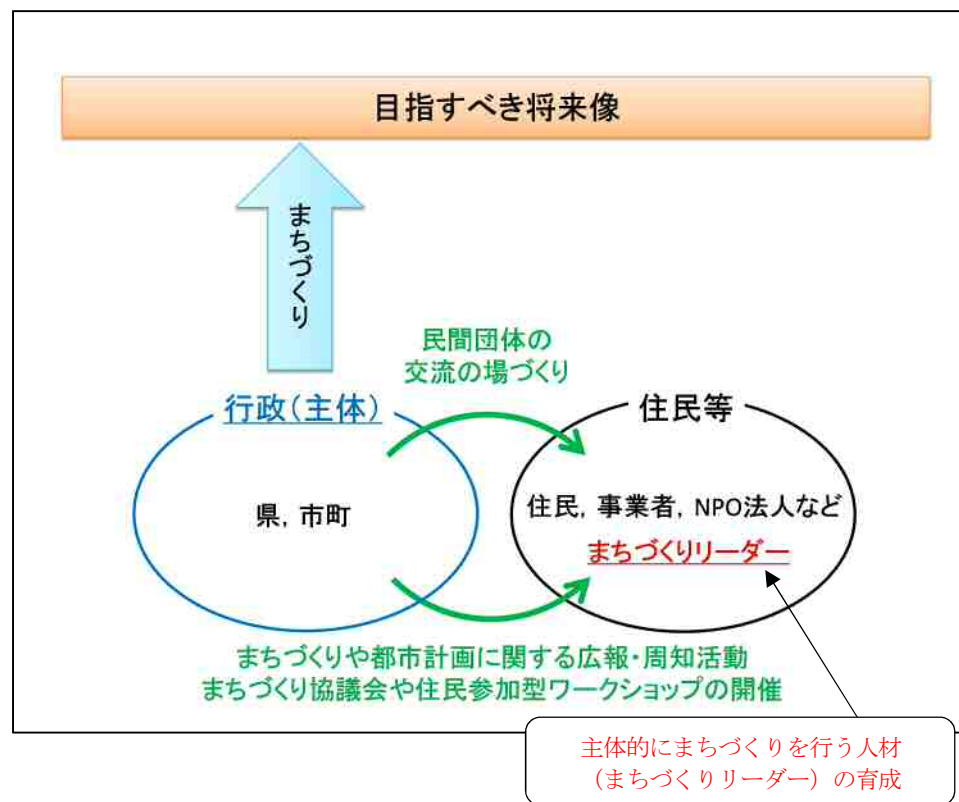 目指すべき将来像
まちづくり
民間団体の
交流の場づくり
行政(主体)
住民等
県, 市町
住民, 事業者, NPO法人など
まちづくりリーダー
まちづくりや都市計画に関する広報・周知活動
まちづくり協議会や住民参加型ワークショップの開催
主体的にまちづくりを行う人材
(まちづくりリーダー)の育成